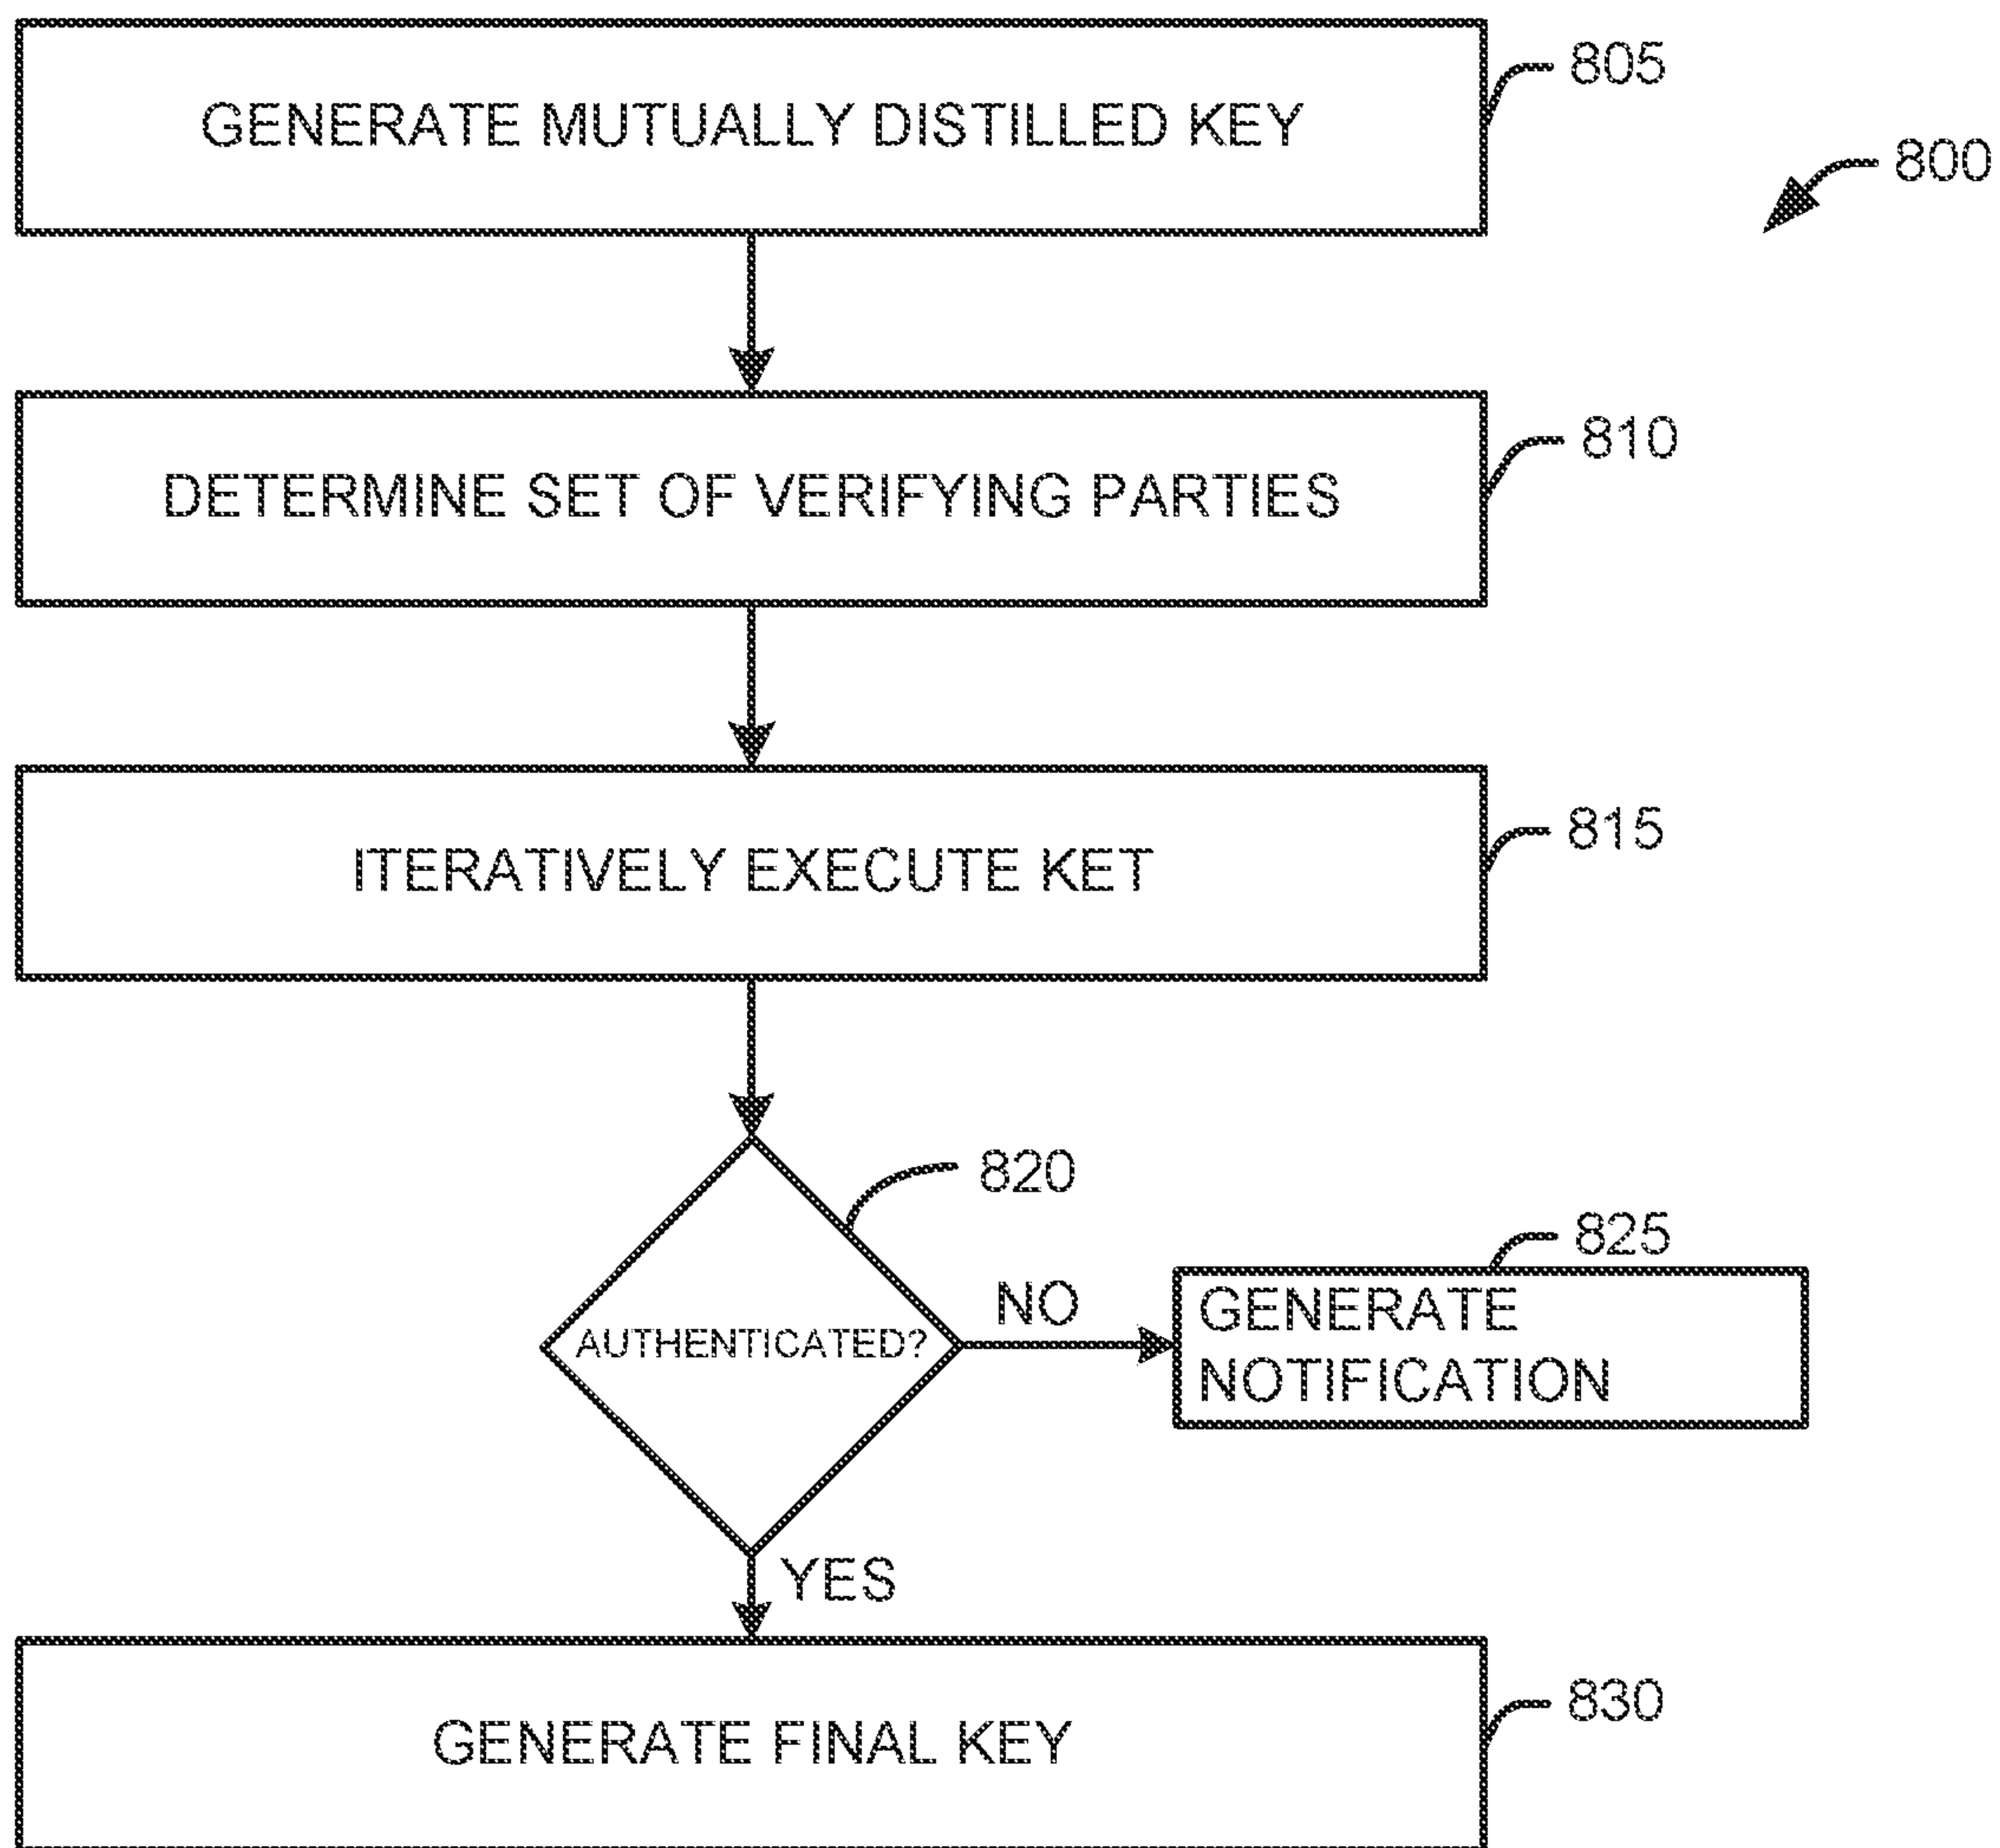 GENERATE MUTUALLY DISTILLED KEY
805
800
DETERMINE SET OF VERIFYING PARTIES
810
ITERATIVELY EXECUTE KET
815
820
AUTHENTICATED?
NO
825
GENERATE
NOTIFICATION
YES
GENERATE FINAL KEY
830